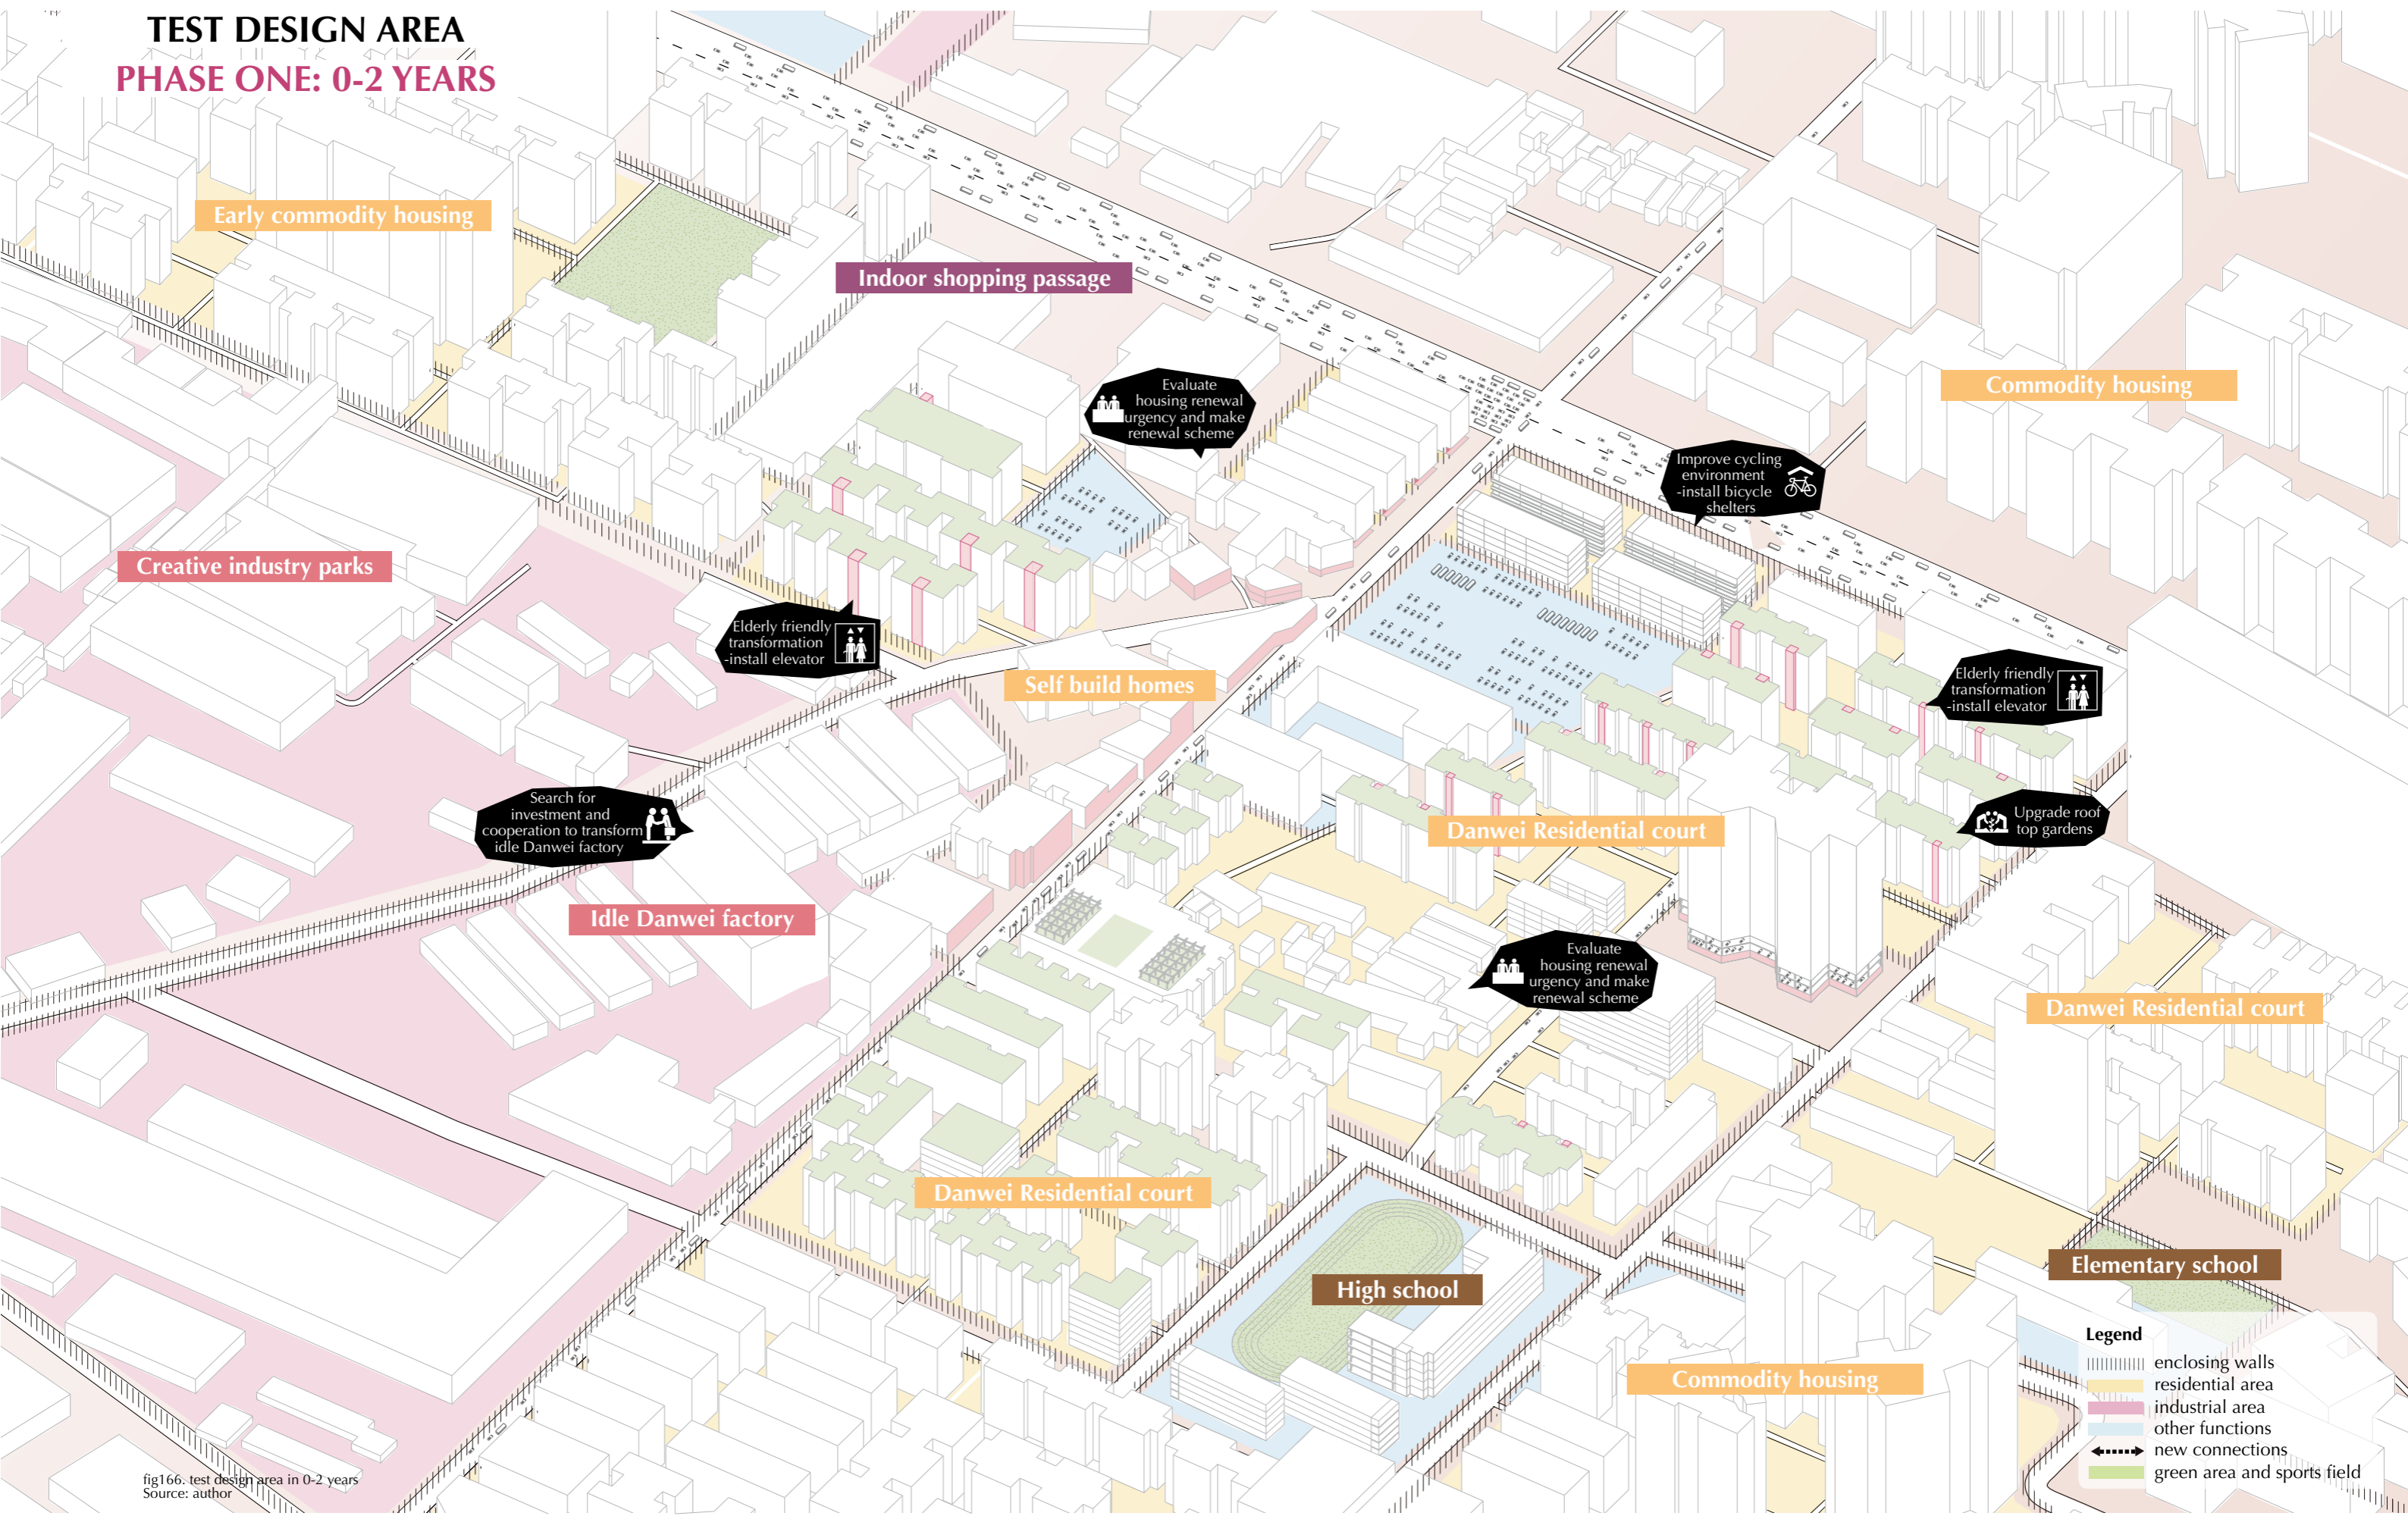 TEST DESIGN AREA
PHASE ONE: 0-2 YEARS
Early commodity housing
Indoor shopping passage
Commodity housing
Evaluate
housing renewal
urgency and make
renewal scheme
Improve cycling
environment
-install bicycle
shelters
Creative industry parks
Elderly friendly
transformation
-install elevator
Self build homes
Elderly friendly
transformation
-install elevator
Search for
investment and
cooperation to transform
idle Danwei factory
Danwei Residential court
Upgrade roof
top gardens
Idle Danwei factory
Evaluate
housing renewal
urgency and make
renewal scheme
Danwei Residential court
Danwei Residential court
High school
Elementary school
Commodity housing
Legend
enclosing walls
residential area
industrial area
other functions
new connections
green area and sports field
fig166. test design area in 0-2 years
Source: author